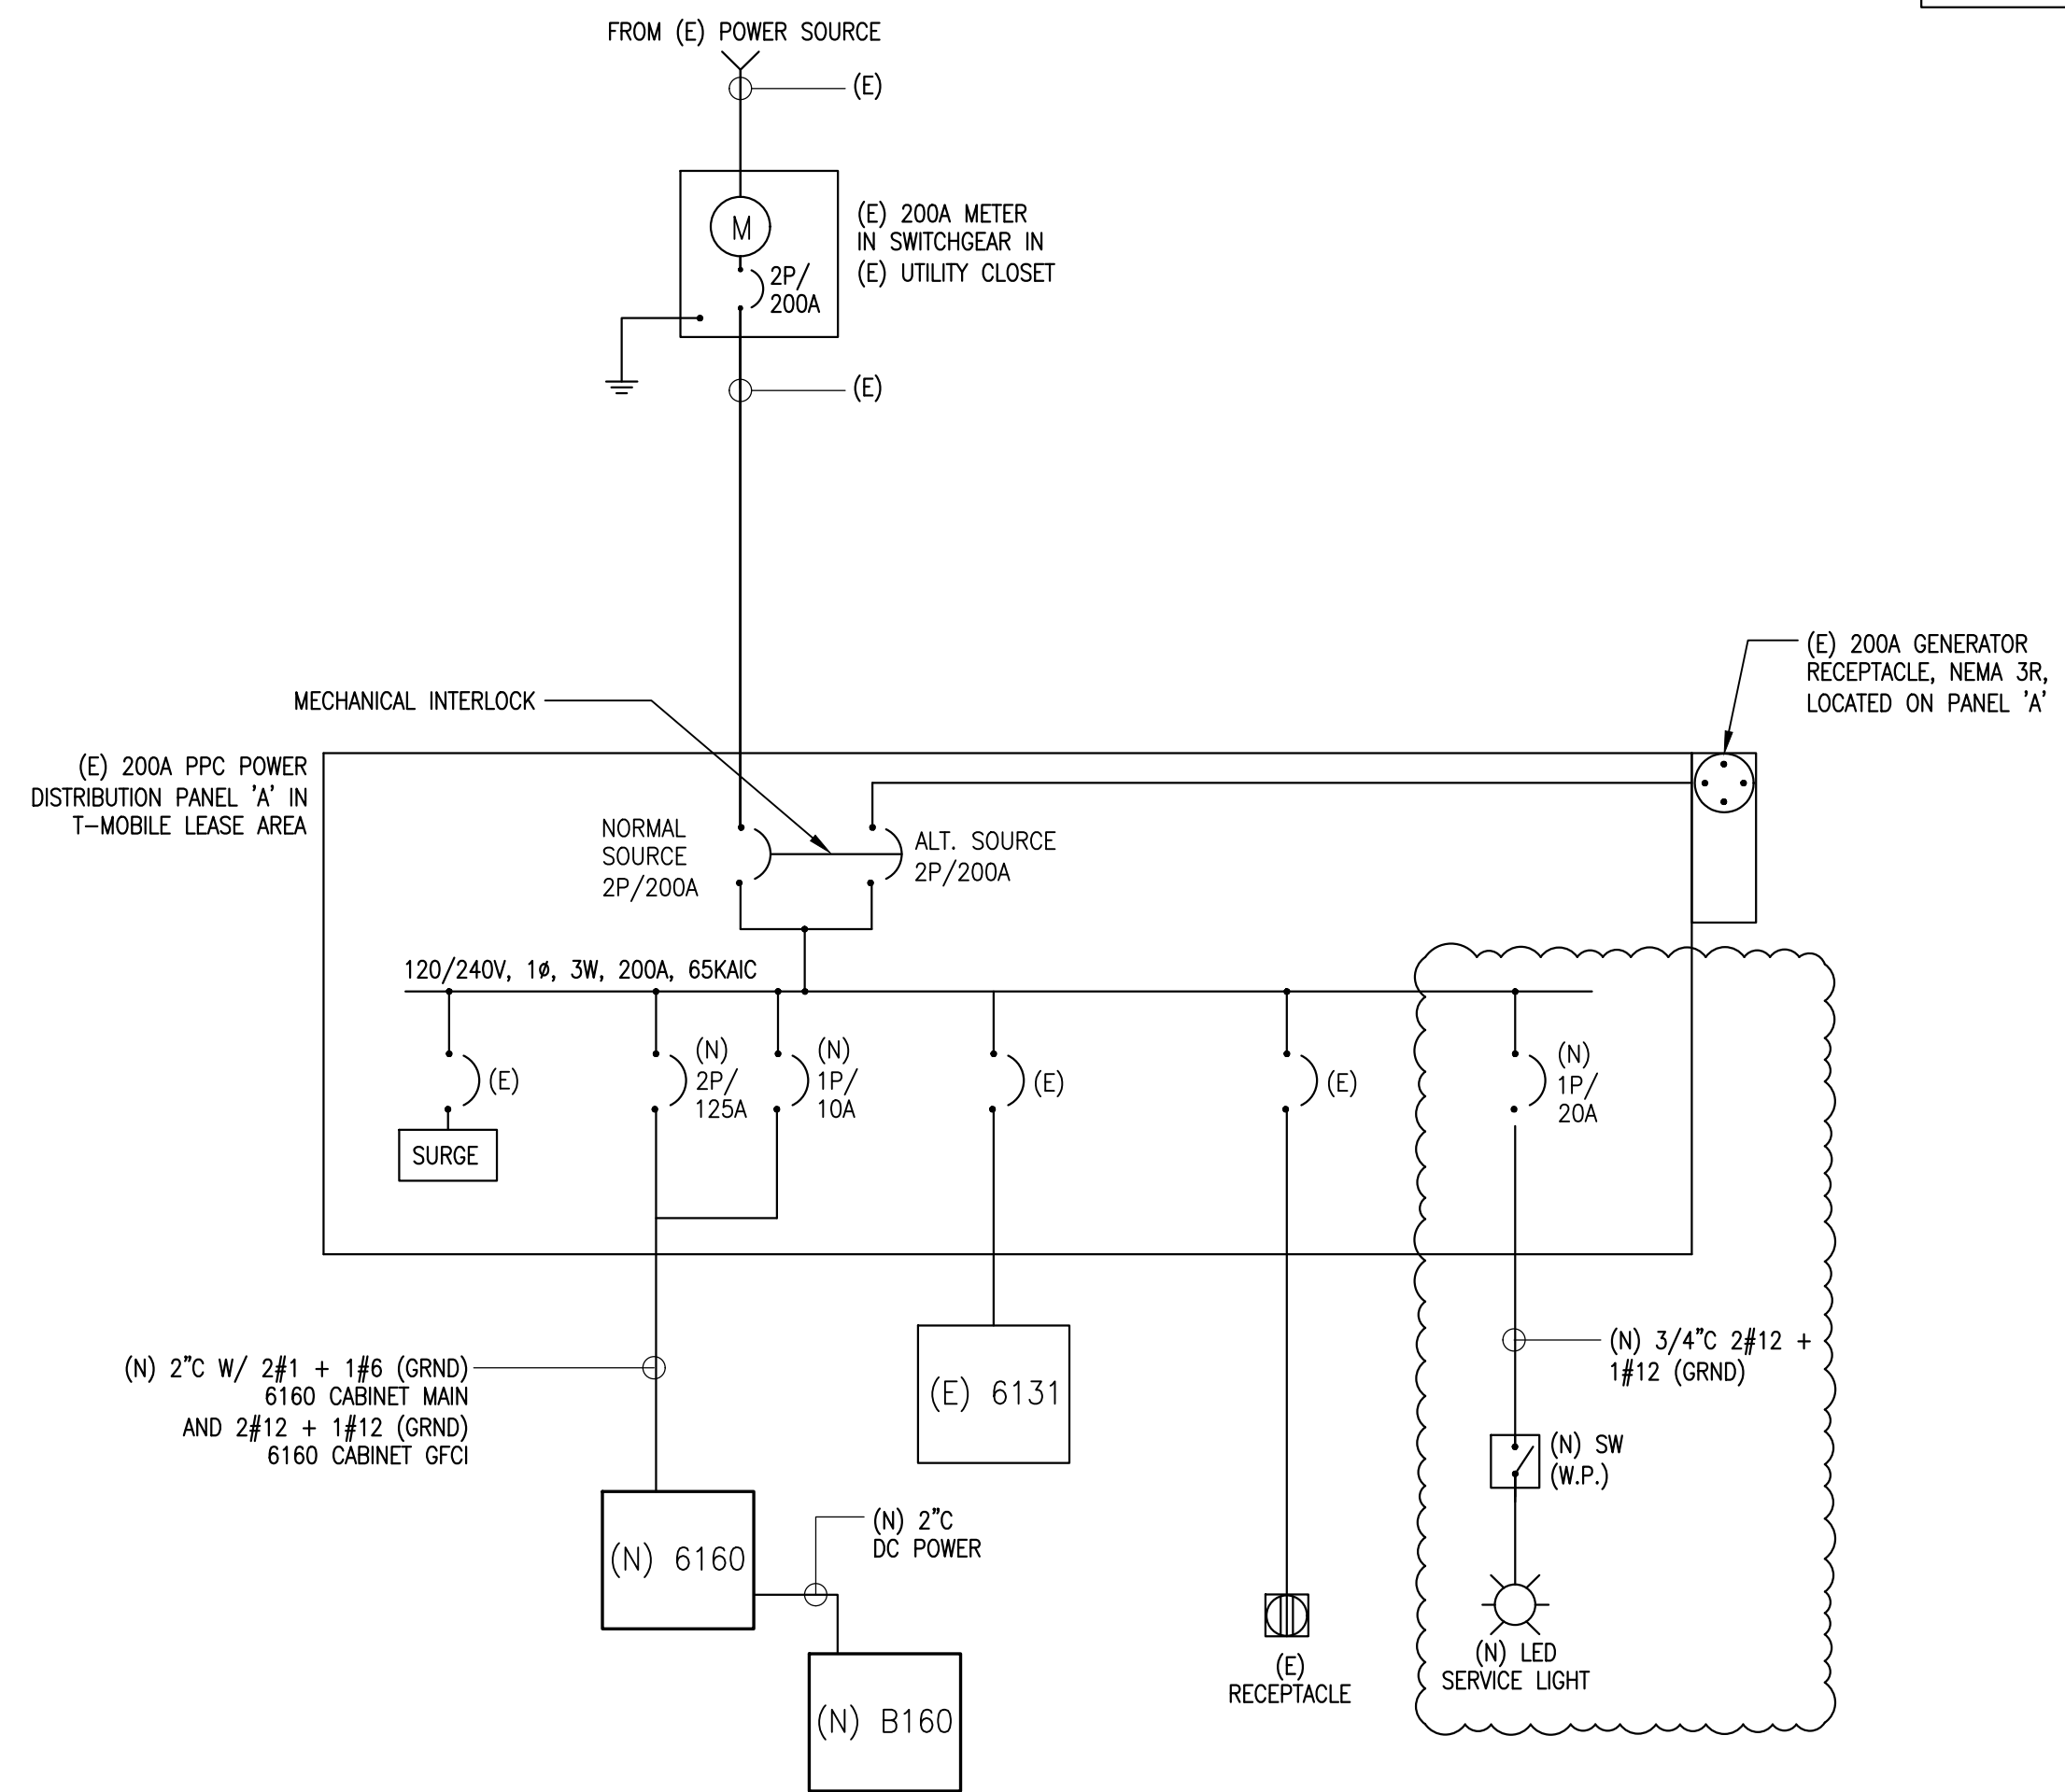 FROM (E) POWER SOURCE
(E)
M
2P/
200A
(E) 200A METER
IN SWITCHGEAR IN
(E) UTILITY CLOSET
(E)
(E) 200A GENERATOR
RECEPTACLE, NEMA 3R,
LOCATED ON PANEL 'A'
MECHANICAL INTERLOCK
(E) 200A PPC POWER
DISTRIBUTION PANEL 'A' IN
T-MOBILE LEASE AREA
NORMAL
SOURCE
2P/200A
ALT. SOURCE
2P/200A
120/240V, 1ø, 3W, 200A, 65KAIC
(E)
SURGE
(N)
2P/
125A
(N)
1P/
10A
(E)
(E)
(N)
1P/
20A
(N) 2"C W/ 2#1 + 1#6 (GRND)
6160 CABINET MAIN
AND 2#12 + 1#12 (GRND)
6160 CABINET GFCI
(E) 6131
(N) 3/4"C 2#12 +
1#12 (GRND)
(N) SW
(W.P.)
(N) 6160
(N) 2"C
DC POWER
(N) B160
(E)
RECEPTACLE
(N) LED
SERVICE LIGHT